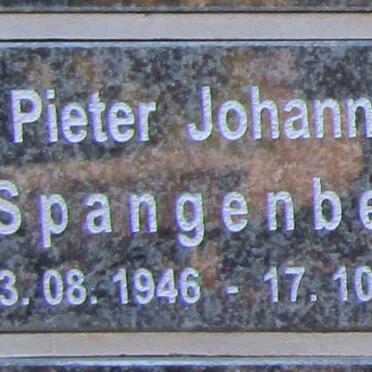 Pieter Johann
Spangenbe
3.08.1946 - 17.10